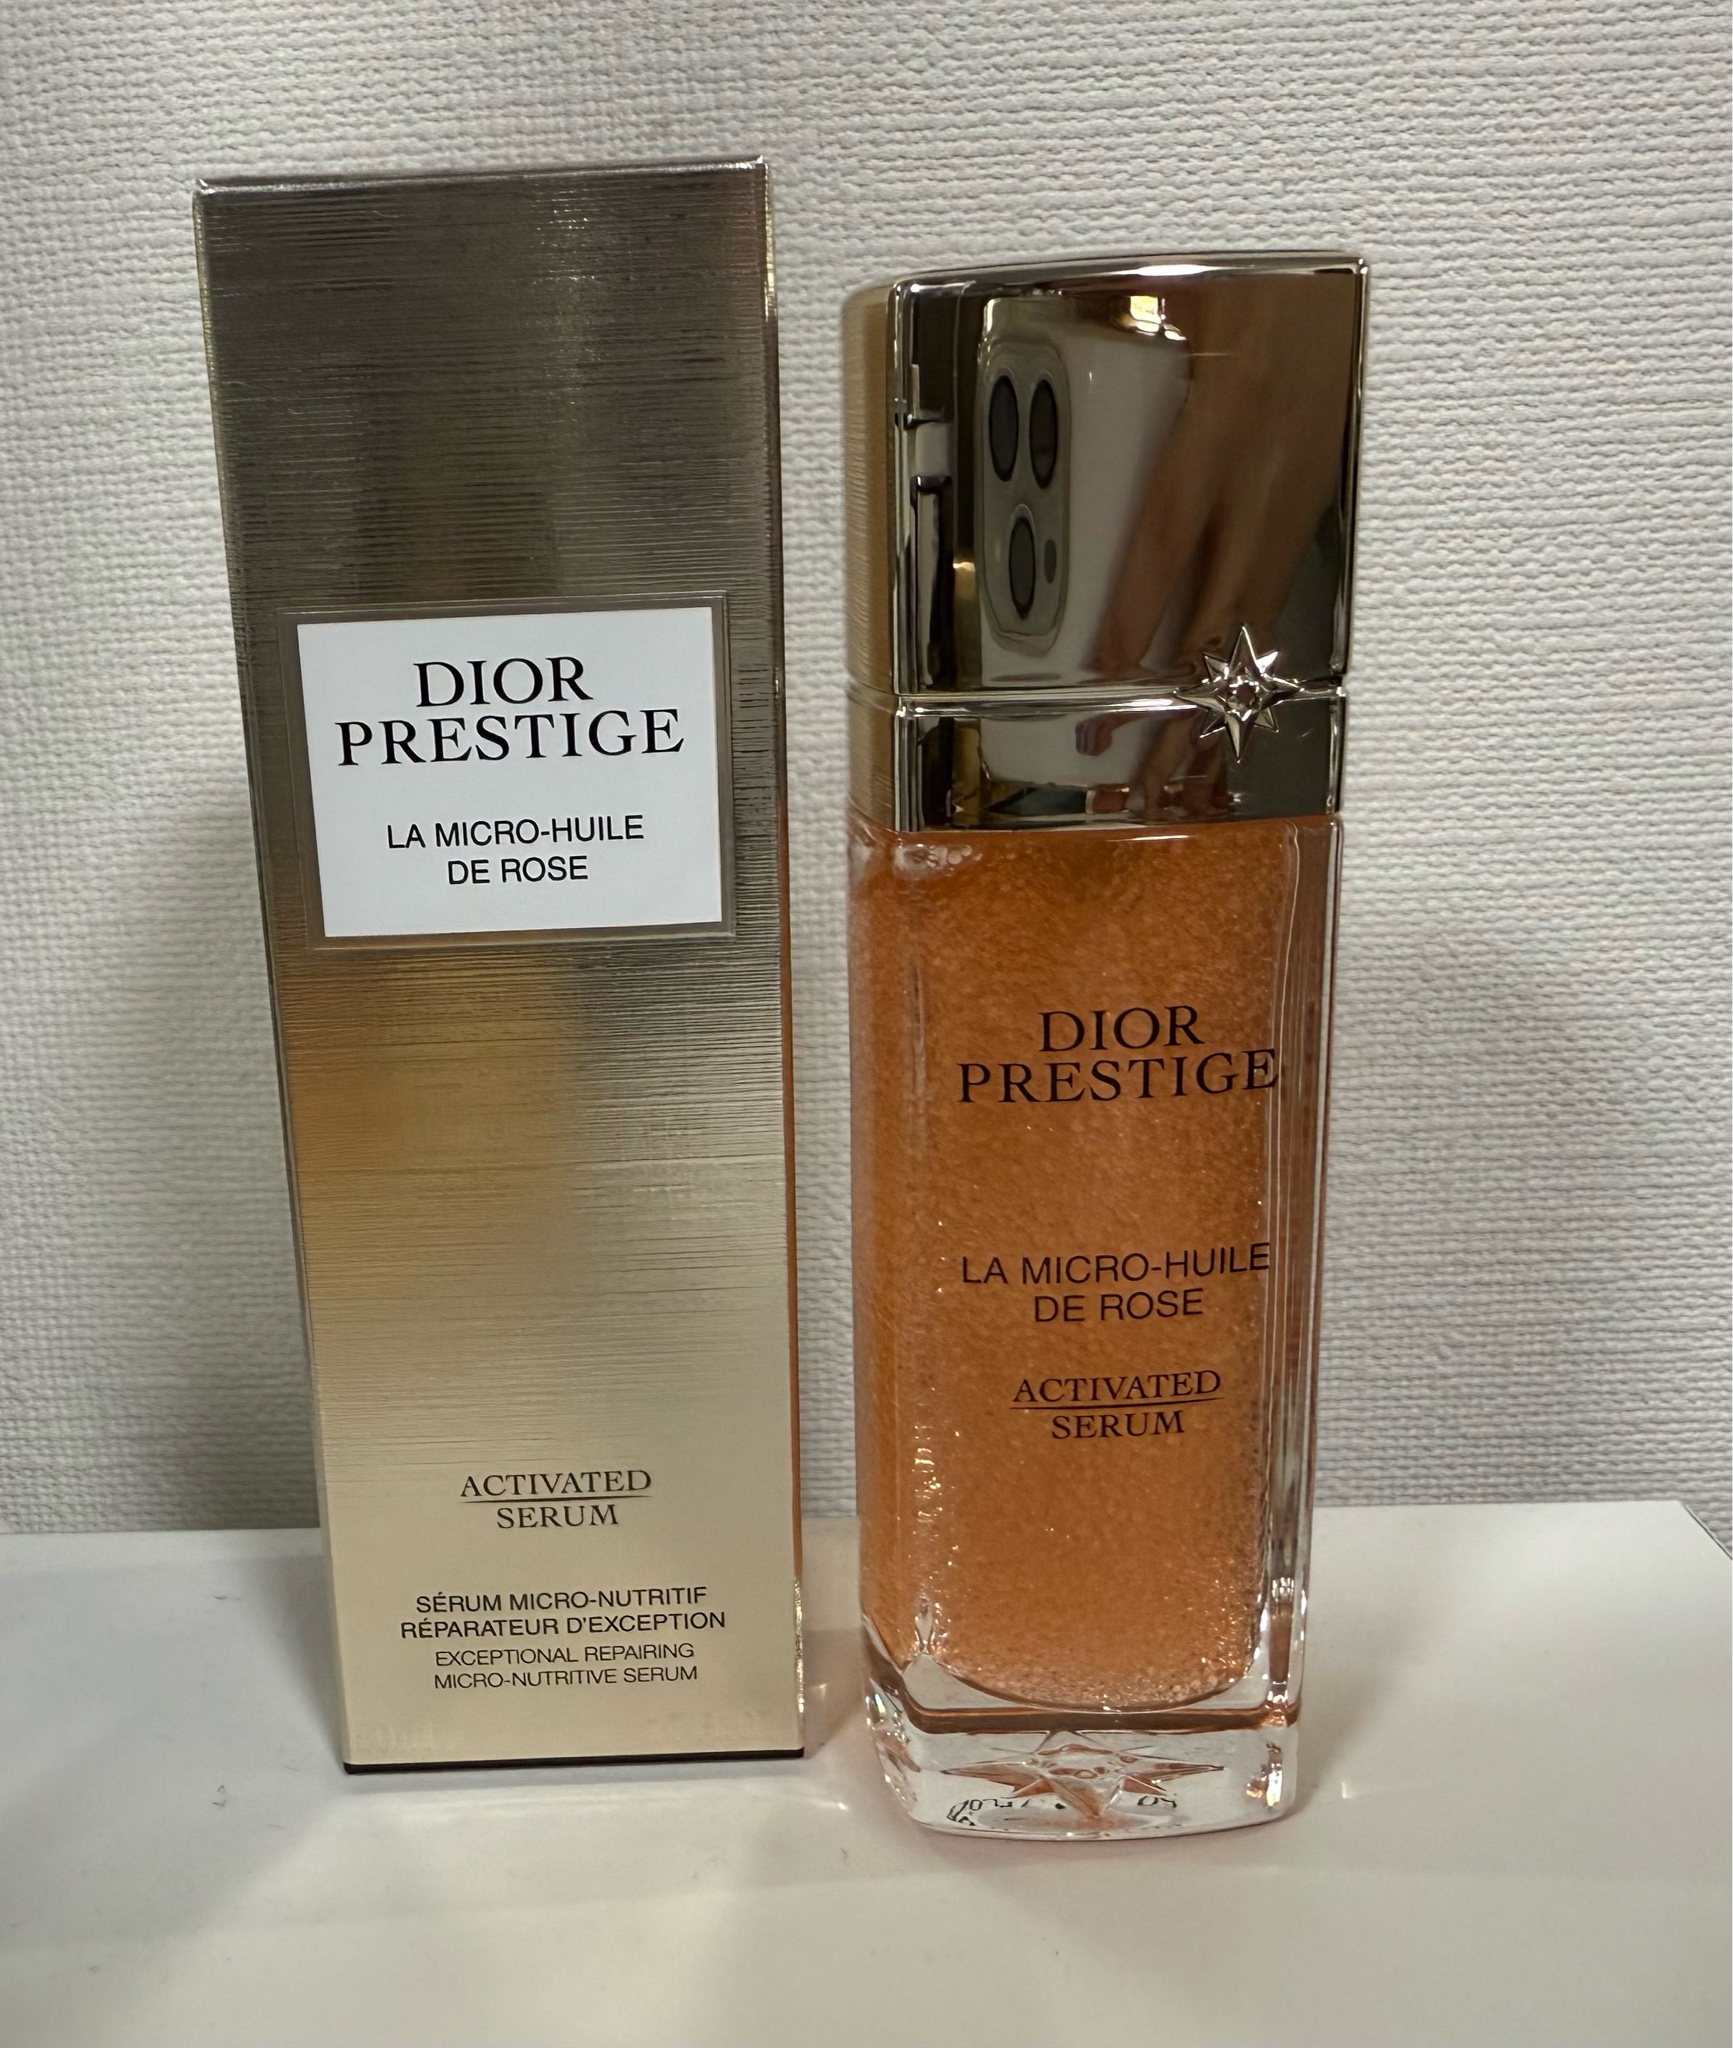 DIOR
PRESTIGE
LA MICRO-HUILE
DE ROSE
ACTIVATED
SERUM
SÉRUM MICRO-NUTRITIF
RÉPARATEUR D'EXCEPTION
EXCEPTIONAL REPAIRING
MICRO-NUTRITIVE SERUM
DIOR
PRESTIGE
LA MICRO-HUILE
DE ROSE
ACTIVATED
SERUM